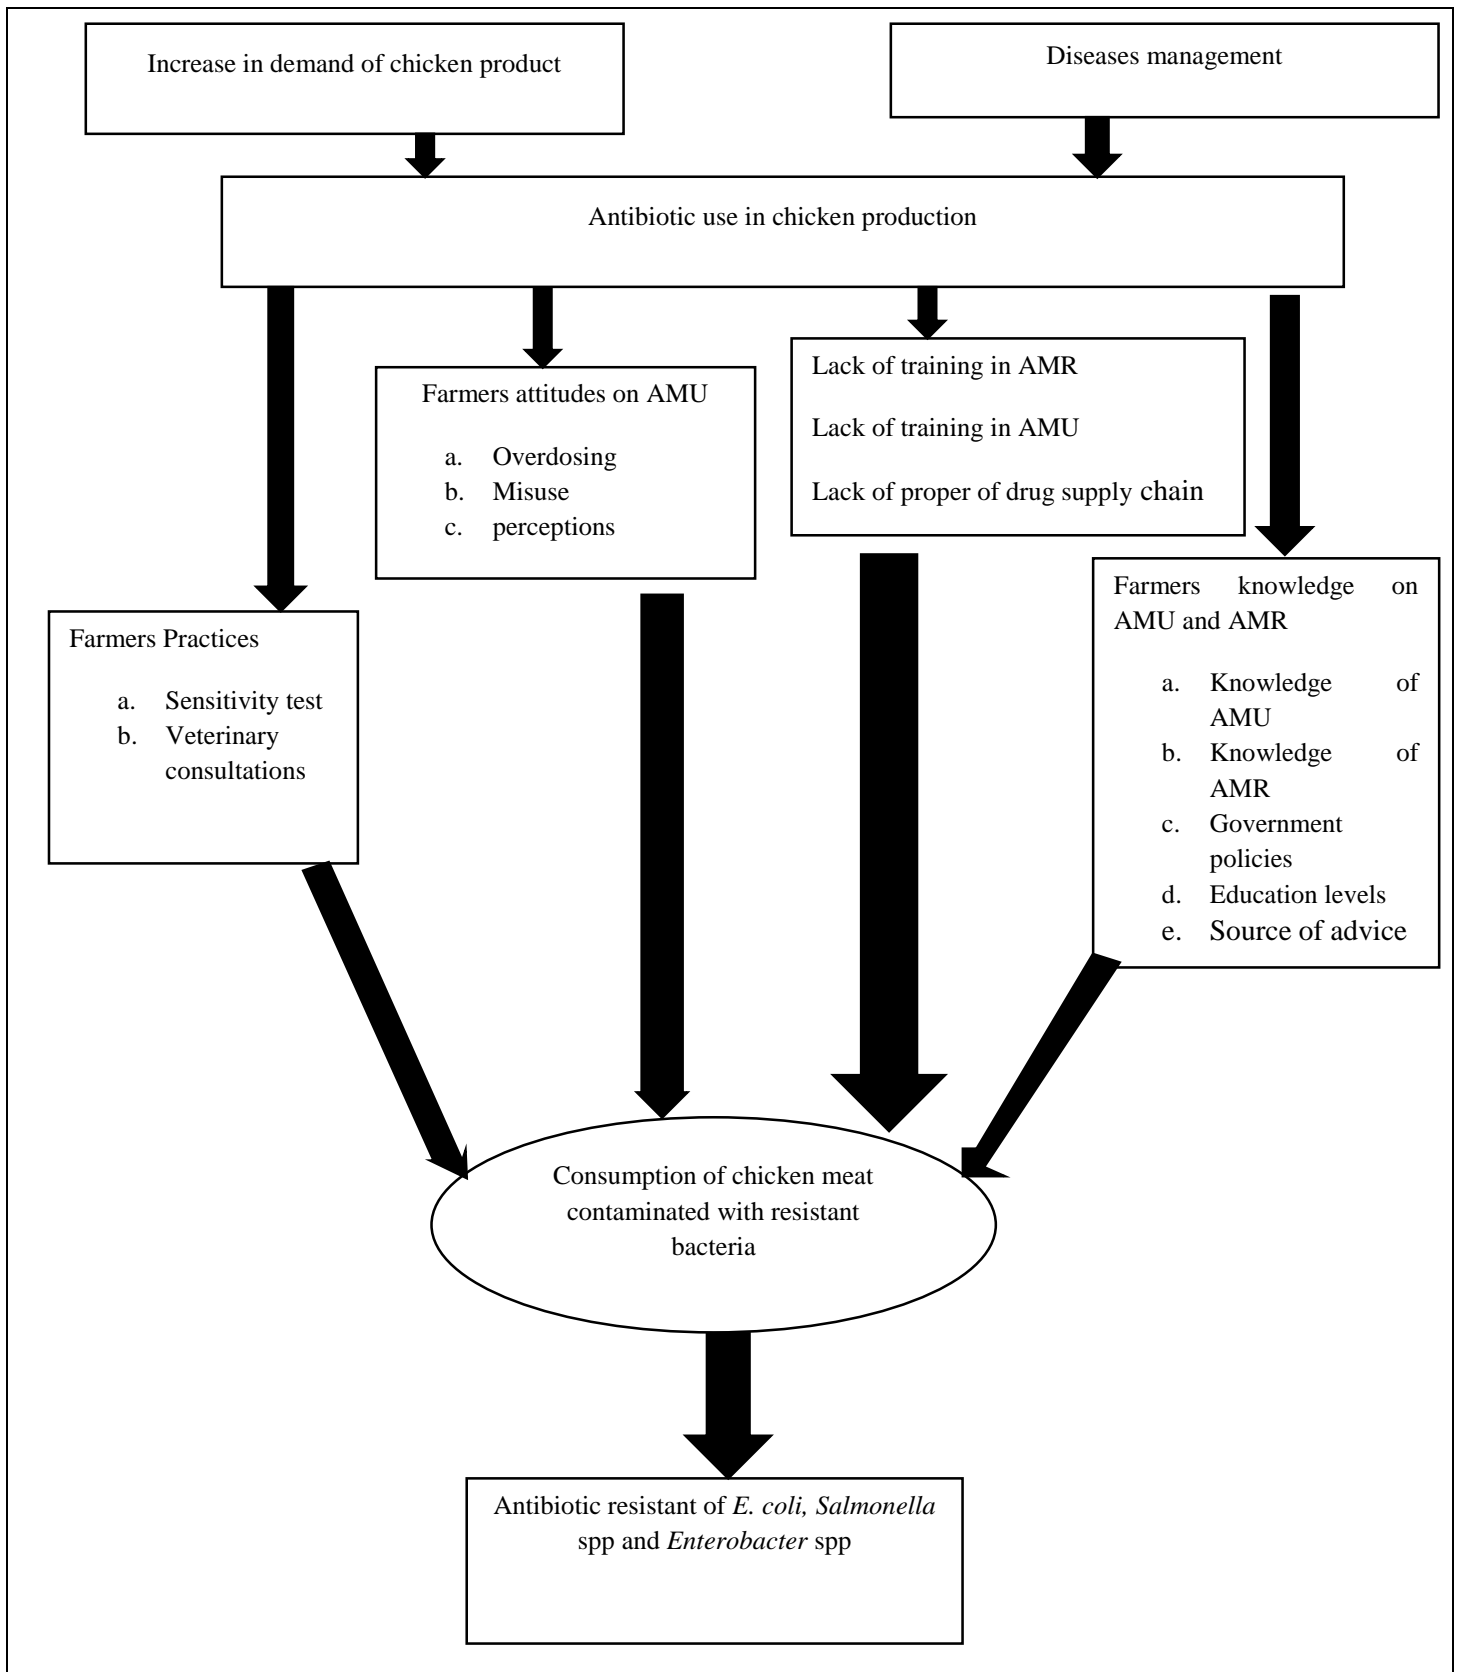 Increase in demand of chicken product
Diseases management
Antibiotic use in chicken production
Farmers attitudes on AMU
a. Overdosing
b. Misuse
c. perceptions
Lack of training in AMR
Lack of training in AMU
Lack of proper of drug supply chain
Farmers Practices
a. Sensitivity test
b. Veterinary
consultations
Farmers knowledge on
AMU and AMR
a. Knowledge of
AMU
b. Knowledge of
AMR
c. Government
policies
d. Education levels
e. Source of advice
Consumption of chicken meat
contaminated with resistant
bacteria
Antibiotic resistant of E. coli, Salmonella
spp and Enterobacter spp